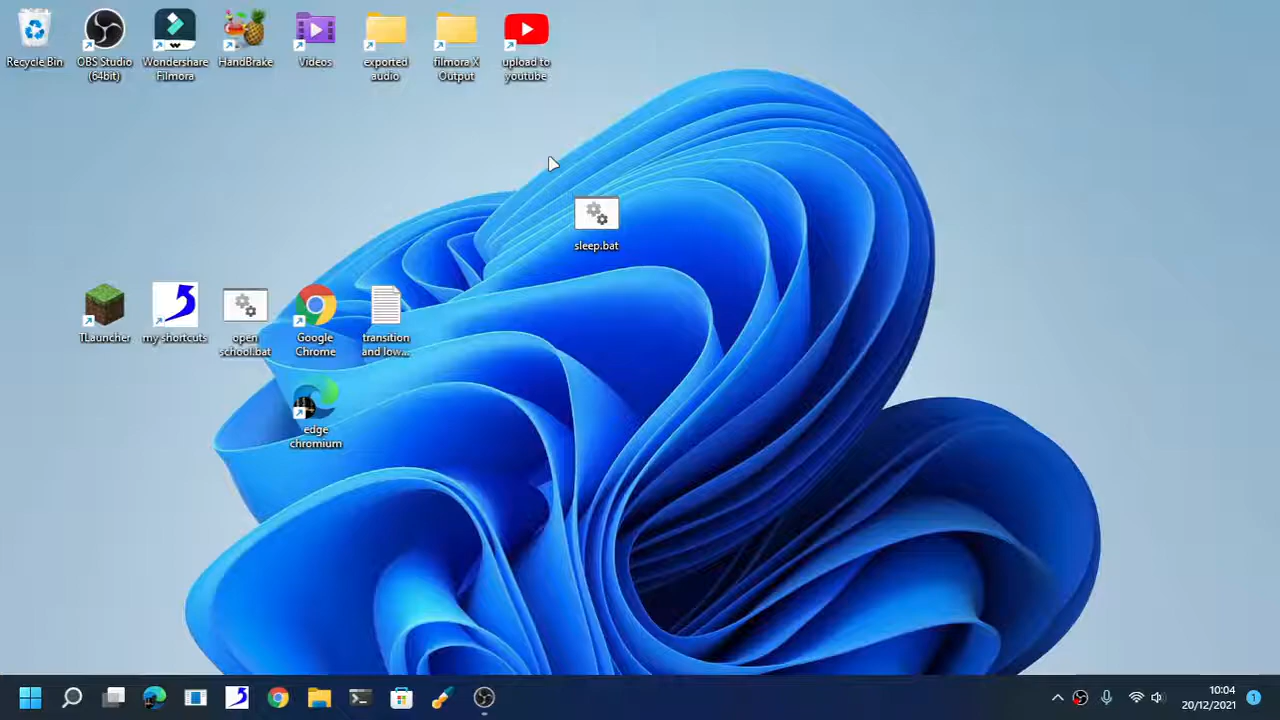 Recycle Bin
OBS Studio
(64bit)
Wondershare
Filmora
HandBrake
Videos
exported
audio
filmora X
Output
upload to
youtube
sleep.bat
TLauncher
my shortcuts
open
school.bat
Google
Chrome
transition
and low...
edge
chromium
10:04
20/12/2021
1